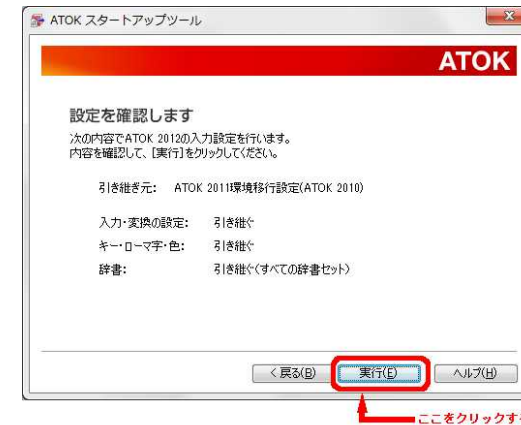 ATOK スタートアップツール
ATOK
設定を確認します
次の内容でATOK 2012の入力設定を行います。
内容を確認して、[実行]をクリックしてください。
引き継ぎ元: ATOK 2011環境移行設定(ATOK 2010)
入力・変換の設定: 引き継ぐ
キー・ローマ字・色: 引き継ぐ
辞書: 引き継ぐ(すべての辞書セット)
<戻る(B) 実行(E) ヘルプ(H)
ここをクリックす